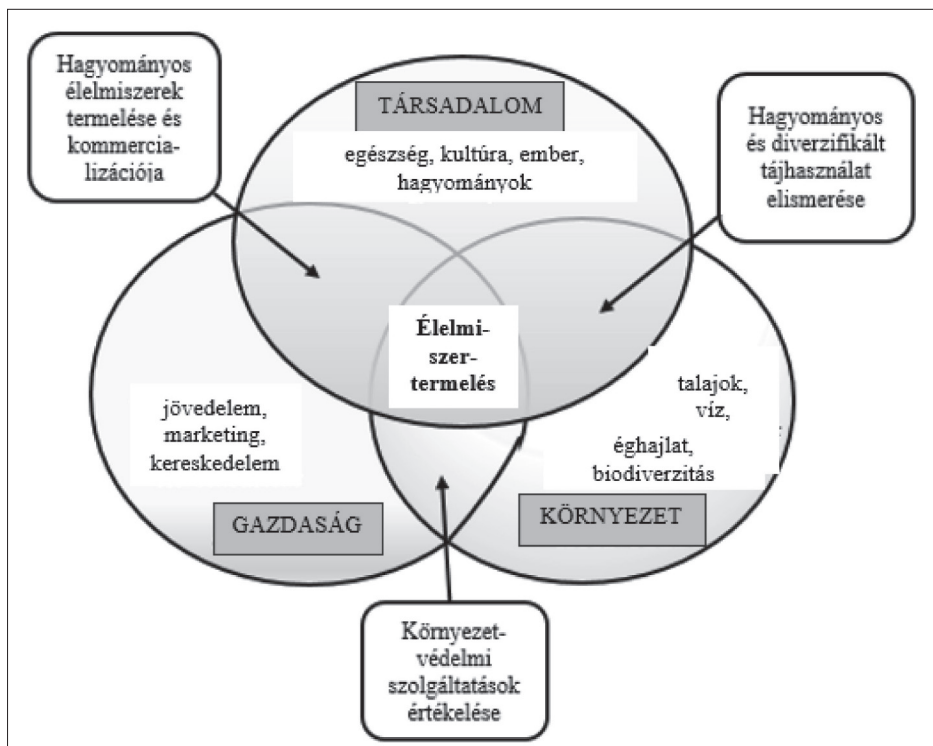 Hagyományos
élelmiszerek
termelése és
kommercia-
lizációja
TÁRSADALOM
egészség, kultúra, ember,
hagyományok
Hagyományos
és diverzifikált
tájhasználat
elismerése
Élelmi-
szer-
termelés
jövedelem,
marketing,
kereskedelem
GAZDASÁG
talajok,
víz,
éghajlat,
biodiverzitás
KÖRNYEZET
Környezet-
védelmi
szolgáltatások
értékelése